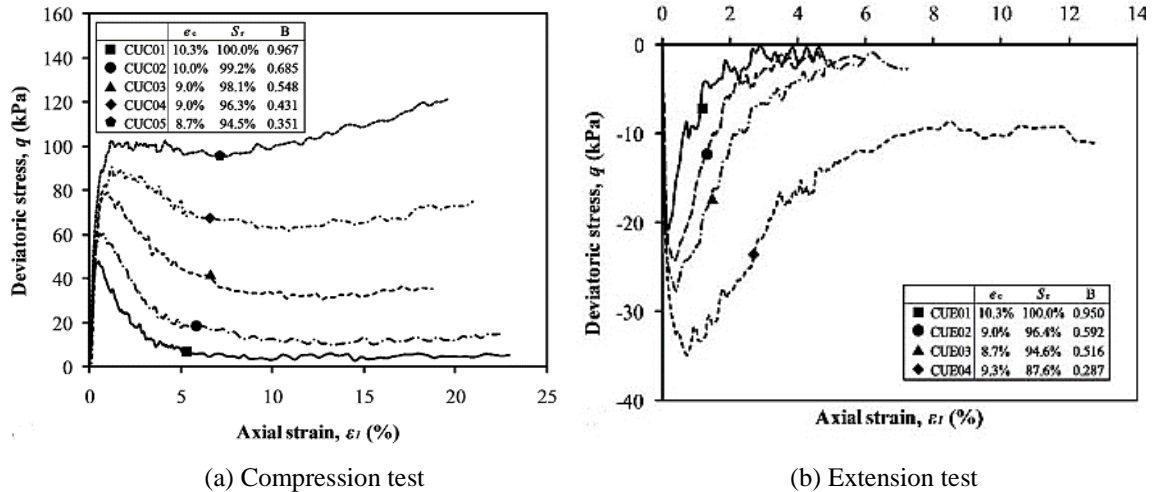 160
140
120
100
80
60
40
20
0
Deviatoric stress, q (kPa)
e c S r B
CUC01 10.3% 100.0% 0.967
CUC02 10.0% 99.2% 0.685
CUC03 9.0% 98.1% 0.548
CUC04 9.0% 96.3% 0.431
CUC05 8.7% 94.5% 0.351
0 5 10 15 20 25
Axial strain, ε1 (%)
(a) Compression test
0 2 4 6 8 10 12 14
0
-10
-20
-30
-40
Deviatoric stress, q (kPa)
e c S r B
CUE01 10.3% 100.0% 0.950
CUE02 9.0% 96.4% 0.592
CUE03 8.7% 94.6% 0.516
CUE04 9.3% 87.6% 0.287
Axial strain, ε1 (%)
(b) Extension test